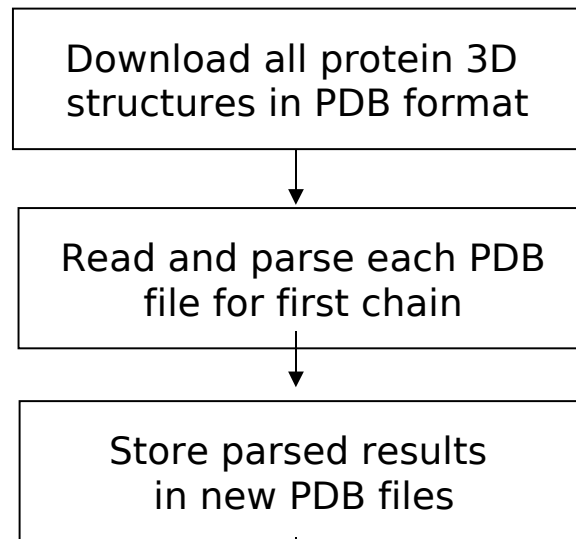 Download all protein 3D
structures in PDB format
Read and parse each PDB
file for first chain
Store parsed results
in new PDB files